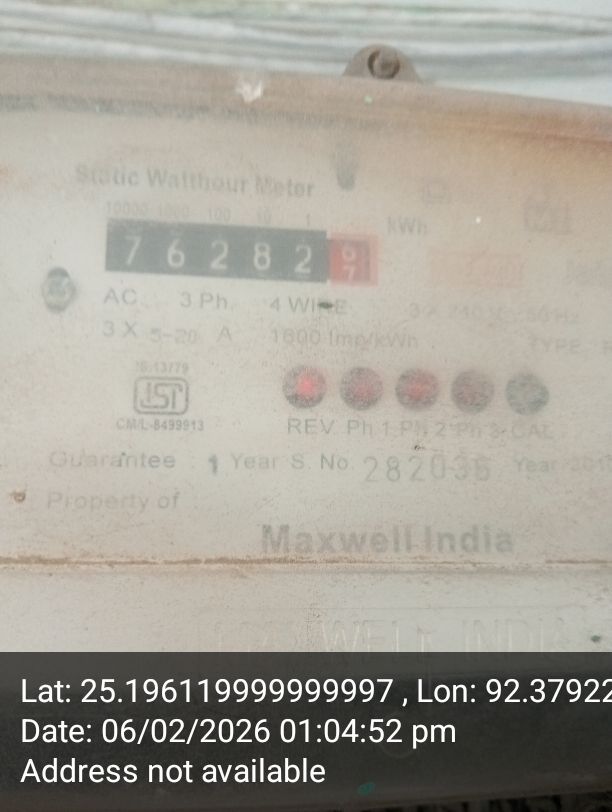 Static Watthour Meter
10000 1000 100 10 1 kWh
7 6 2 8 2
AC 3 Ph. 4 WIRE
3 X 5-20 A 1600 Imp/kWh
IS 13779
CM/L-8499913
REV. Ph 1 Ph 2 Ph 3 CAL
Guarantee 1 Year S. No. 282036 Year
Property of
Maxwell India
Lat: 25.196119999999997 , Lon: 92.37922
Date: 06/02/2026 01:04:52 pm
Address not available